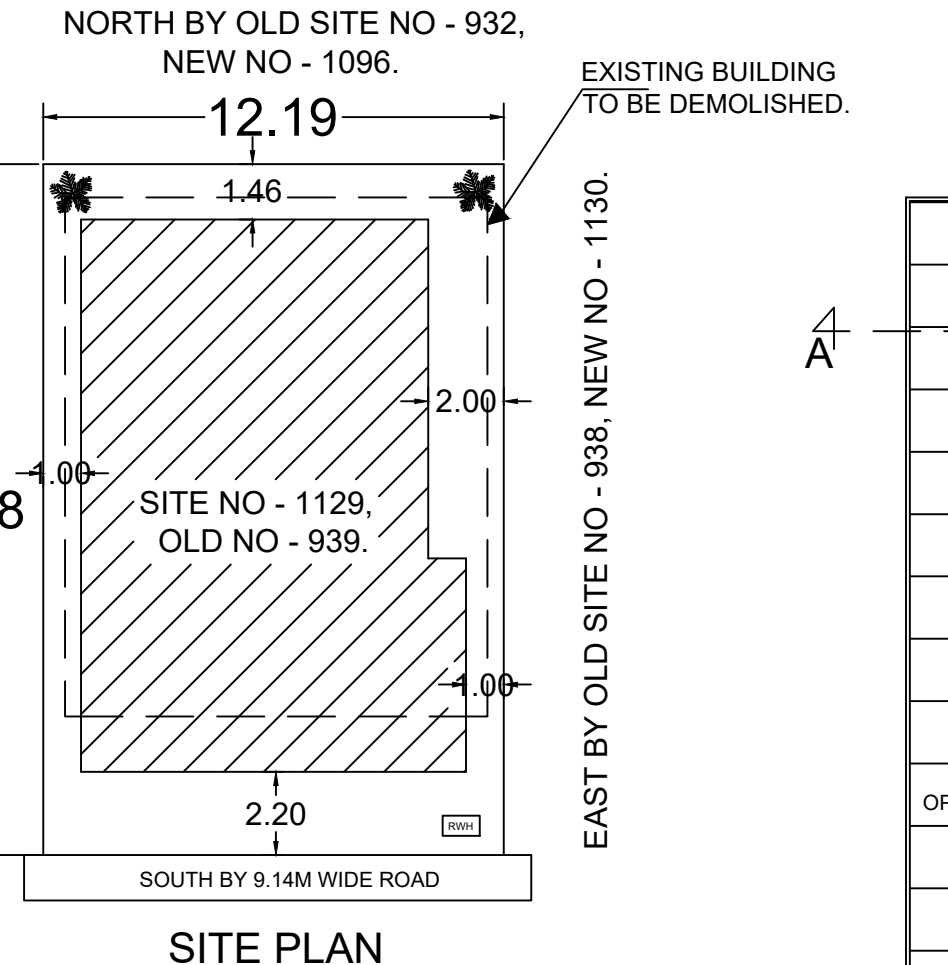 NORTH BY OLD SITE NO - 932,
NEW NO - 1096.
EXISTING BUILDING
TO BE DEMOLISHED.
12.19
1.46
2.00
1.00
8
SITE NO - 1129,
OLD NO - 939.
1.00
2.20
RWH
SOUTH BY 9.14M WIDE ROAD
SITE PLAN
EAST BY OLD SITE NO - 938, NEW NO - 1130.
A